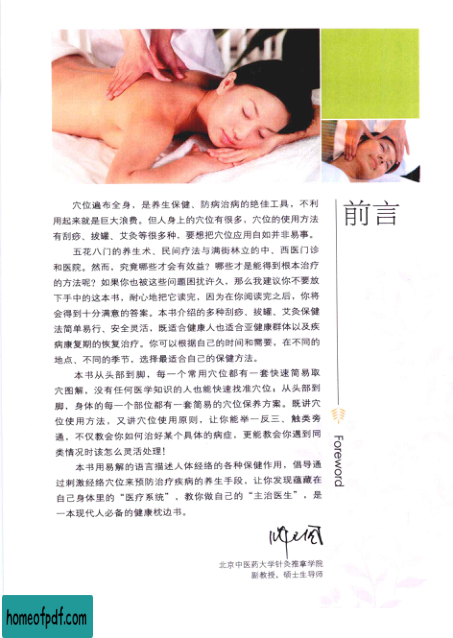 前言
Foreword
穴位遍布全身，是养生保健、防病治病的绝佳工具，不利
用起来就是巨大浪费。但人身上的穴位有很多，穴位的使用方法
有刮痧、拔罐、艾灸等很多种，要想把穴位应用自如并非易事。
五花八门的养生术、民间疗法与满街林立的中、西医门诊
和医院。然而，究竟哪些才会有效益？哪些才是能得到根本治疗
的方法呢？如果你也被这些问题困扰许久，那么我建议你不要放
下手中的这本书，耐心地把它读完，因为在你阅读完之后，你将
会得到十分满意的答案。本书介绍的多种刮痧、拔罐、艾灸保健
法简单易行、安全灵活，既适合健康人也适合亚健康群体以及疾
病康复期的恢复治疗。你可以根据自己的时间和需要，在不同的
地点、不同的季节，选择最适合自己的保健方法。
本书从头到脚，每一个常用穴位都有一套快速简易取
穴图解，没有任何医学知识的人也能快速找准穴位；从头到
脚，身体的每一个部位都有一套简易的穴位保养方案。既讲穴
位使用方法，又讲穴位使用原则，让你能举一反三、触类旁
通，不仅教会你如何治好某个具体的病症，更能教会你遇到同
类情况时该怎么灵活处理！
本书用易解的语言描述人体经络的各种保健作用，倡导通
过刺激经络穴位来预防治疗疾病的养生手段，让你发现蕴藏在
自己身体里的“医疗系统”，教你做自己的“主治医生”，是
一本现代人必备的健康枕边书。
北京中医药大学针灸推拿学院
副教授，硕士生导师
homeofpdf.com